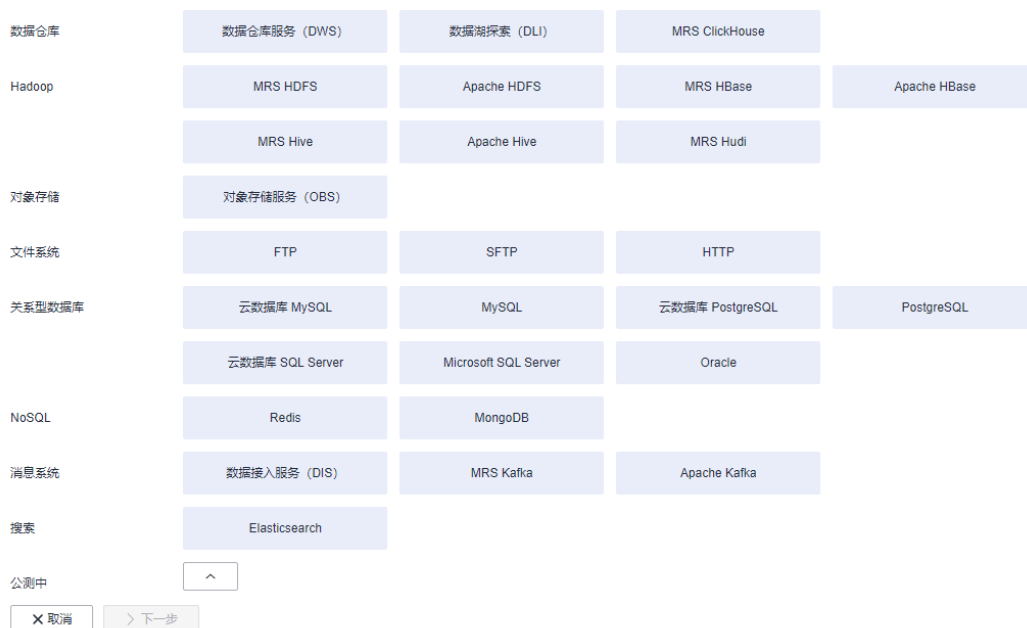 数据仓库 数据仓库服务（DWS） 数据湖探索（DLI） MRS ClickHouse
Hadoop MRS HDFS Apache HDFS MRS HBase Apache HBase
MRS Hive Apache Hive MRS Hudi
对象存储 对象存储服务（OBS）
文件系统 FTP SFTP HTTP
关系型数据库 云数据库 MySQL MySQL 云数据库 PostgreSQL PostgreSQL
云数据库 SQL Server Microsoft SQL Server Oracle
NoSQL Redis MongoDB
消息系统 数据接入服务（DIS） MRS Kafka Apache Kafka
搜索 Elasticsearch
公测中
取消 下一步